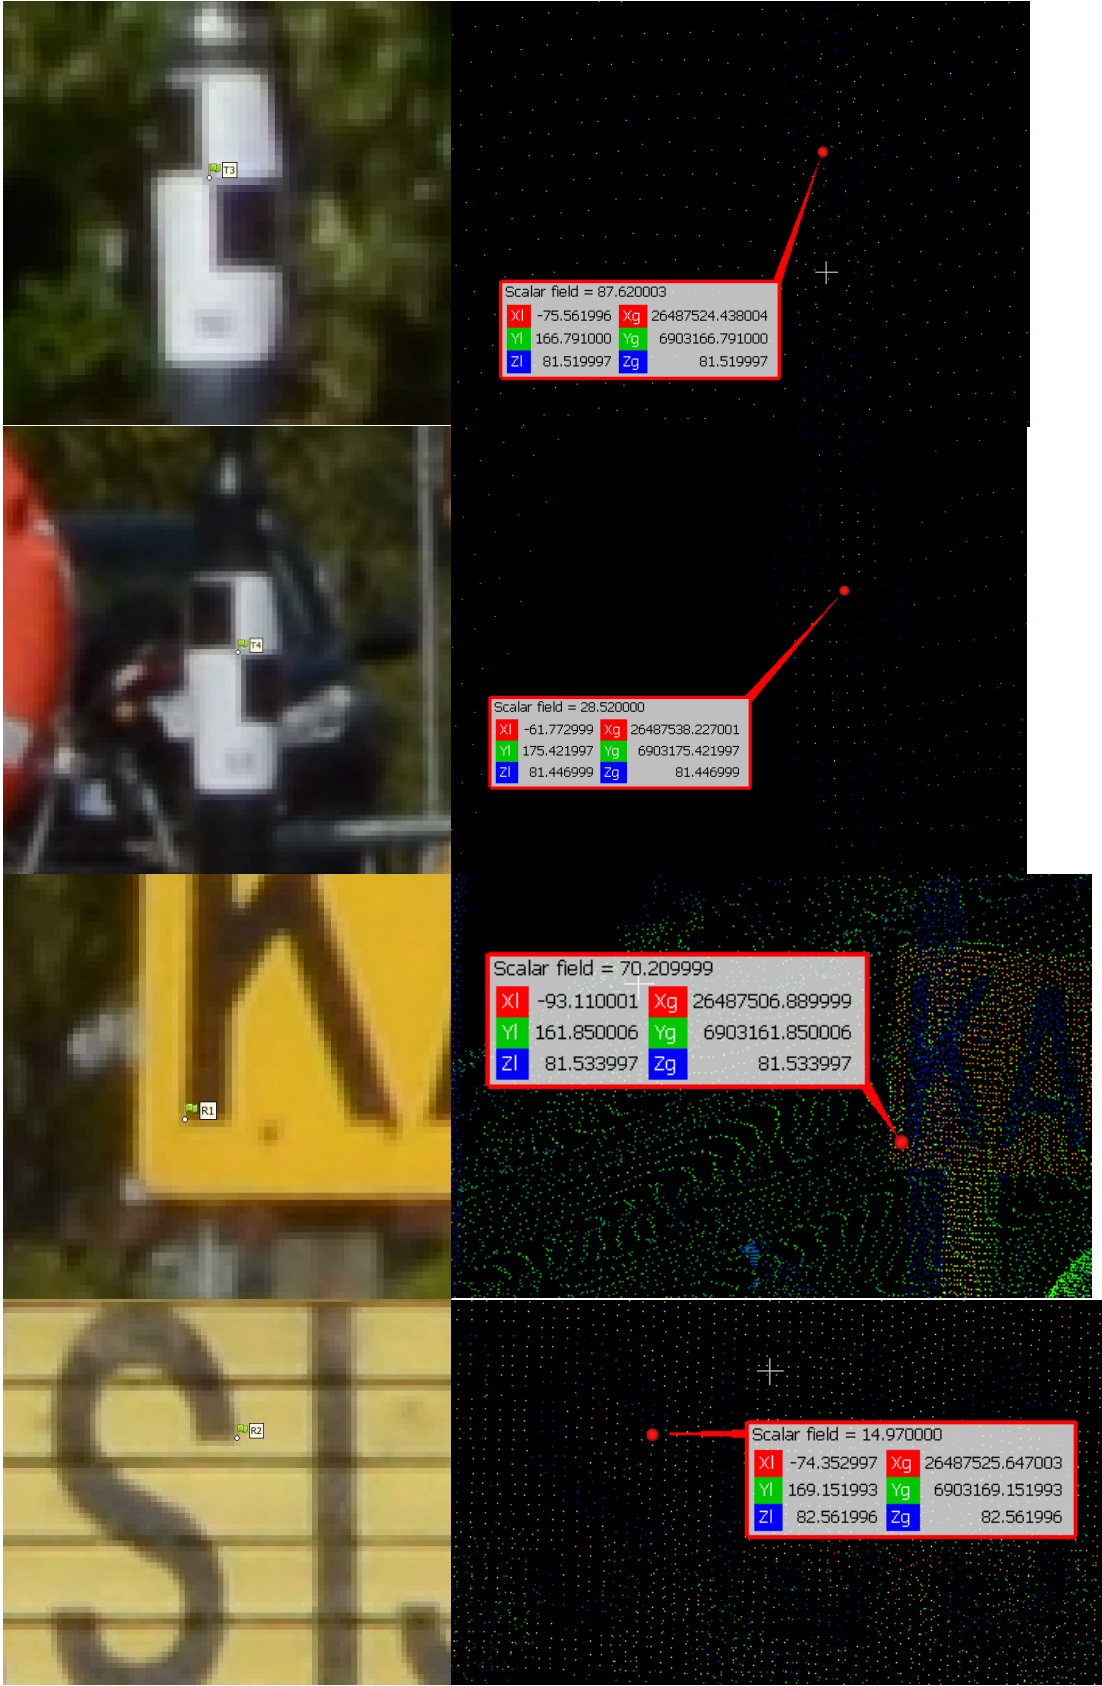 T3
Scalar field = 87.620003
Xl -75.561996 Xg 26487524.438004
Yl 166.791000 Yg 6903166.791000
Zl 81.519997 Zg 81.519997
T4
Scalar field = 28.520000
Xl -61.772999 Xg 26487538.227001
Yl 175.421997 Yg 6903175.421997
Zl 81.446999 Zg 81.446999
R1
Scalar field = 70.209999
Xl -93.110001 Xg 26487506.889999
Yl 161.850006 Yg 6903161.850006
Zl 81.533997 Zg 81.533997
S
R2
Scalar field = 14.970000
Xl -74.352997 Xg 26487525.647003
Yl 169.151993 Yg 6903169.151993
Zl 82.561996 Zg 82.561996